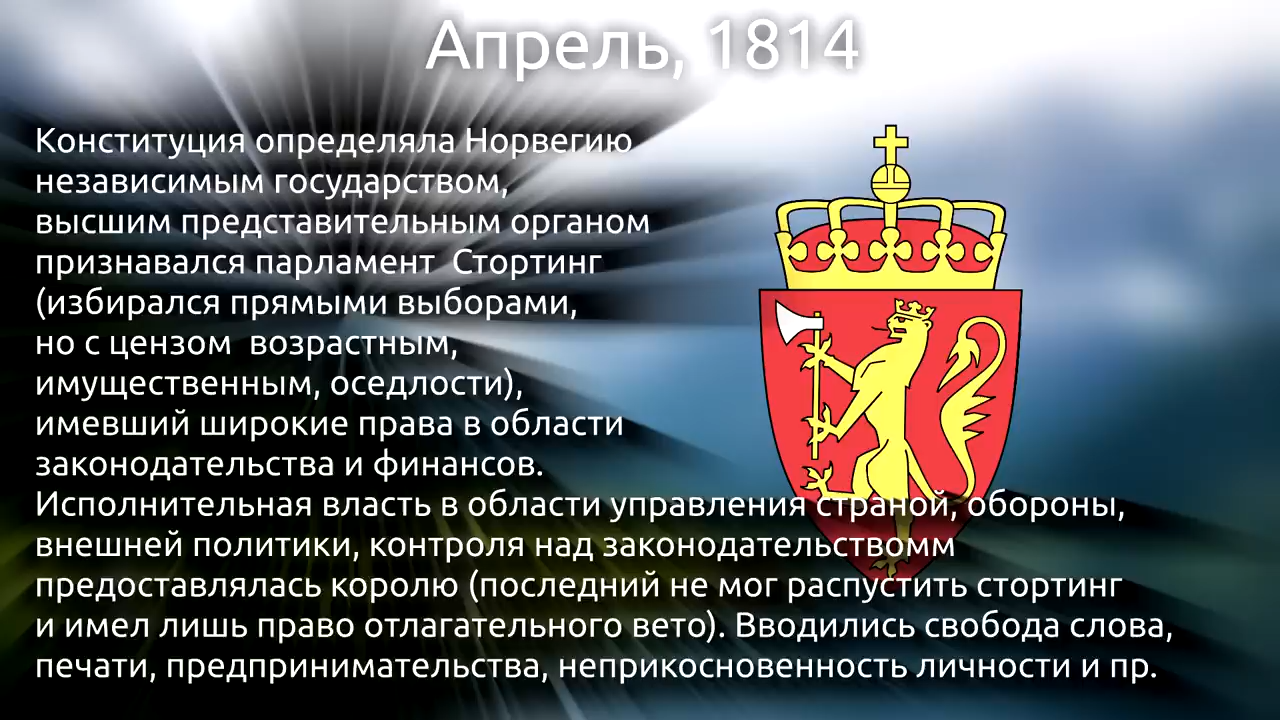 Апрель, 1814
Конституция определяла Норвегию
независимым государством,
высшим представительным органом
признавался парламент  Стортинг
(избирался прямыми выборами,
но с цензом  возрастным,
имущественным, оседлости),
имевший широкие права в области
законодательства и финансов.
Исполнительная власть в области управления страной, обороны,
внешней политики, контроля над законодательствомм
предоставлялась королю (последний не мог распустить стортинг
и имел лишь право отлагательного вето). Вводились свобода слова,
печати, предпринимательства, неприкосновенность личности и пр.